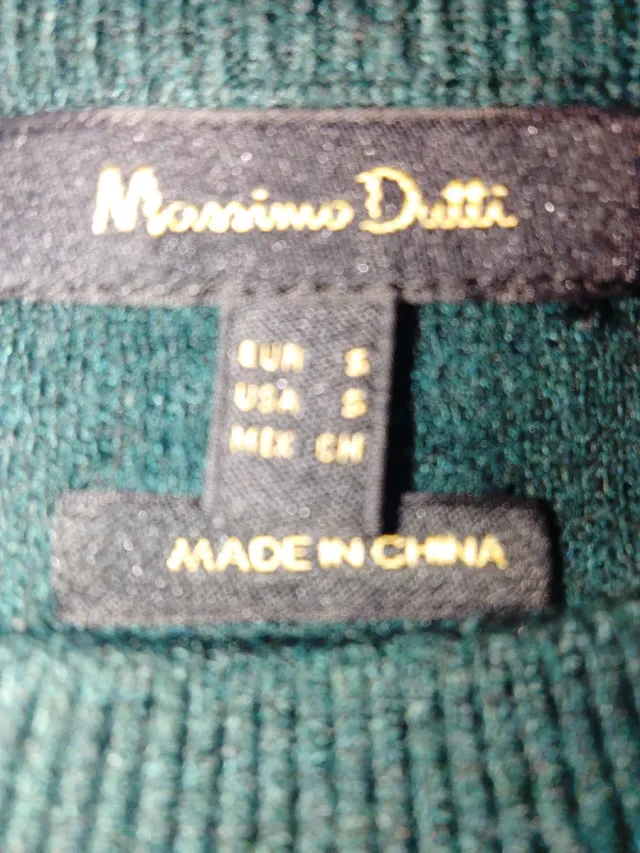 Massimo Dutti
EUR S
USA S
MEX CH
MADE IN CHINA